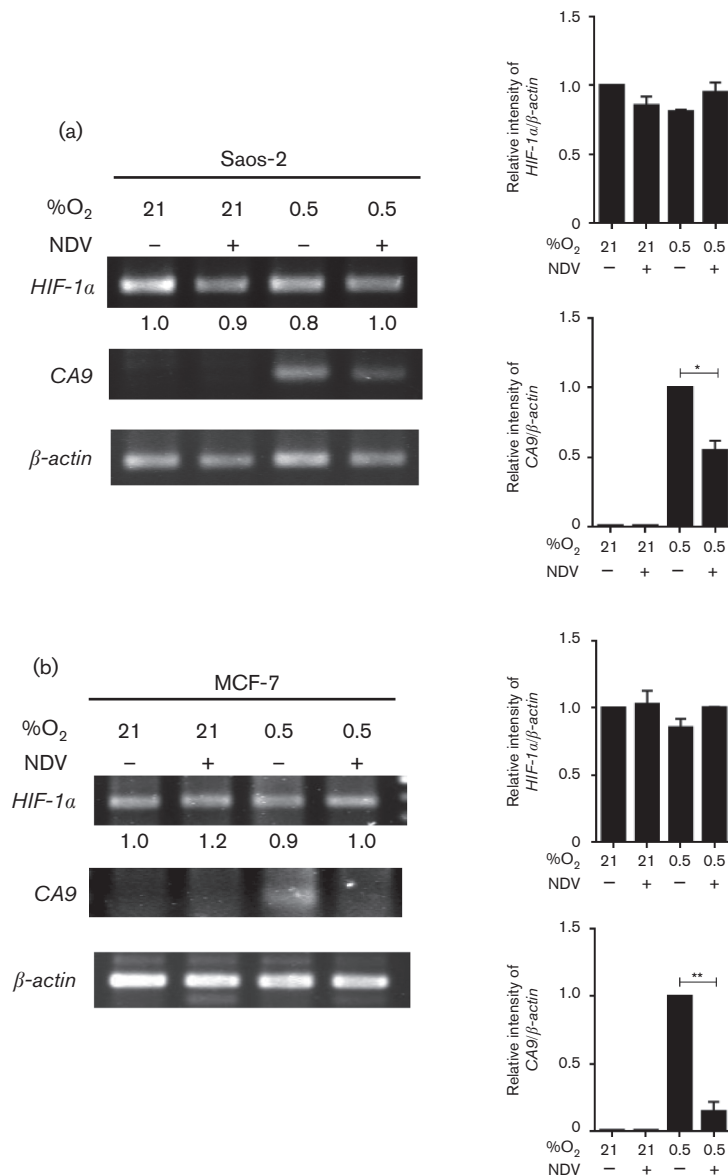 (a)
Saos-2
%O2 21 21 0.5 0.5
NDV – + – +
HIF-1α
1.0 0.9 0.8 1.0
CA9
β-actin
Relative intensity of
HIF-1α/β-actin
1.5
1.0
0.5
0
%O2 21 21 0.5 0.5
NDV – + – +
Relative intensity of
CA9/β-actin
1.5
1.0
0.5
0
*
%O2 21 21 0.5 0.5
NDV – + – +
(b)
MCF-7
%O2 21 21 0.5 0.5
NDV – + – +
HIF-1α
1.0 1.2 0.9 1.0
CA9
β-actin
Relative intensity of
HIF-1α/β-actin
1.5
1.0
0.5
0
%O2 21 21 0.5 0.5
NDV – + – +
Relative intensity of
CA9/β-actin
1.5
1.0
0.5
0
**
%O2 21 21 0.5 0.5
NDV – + – +